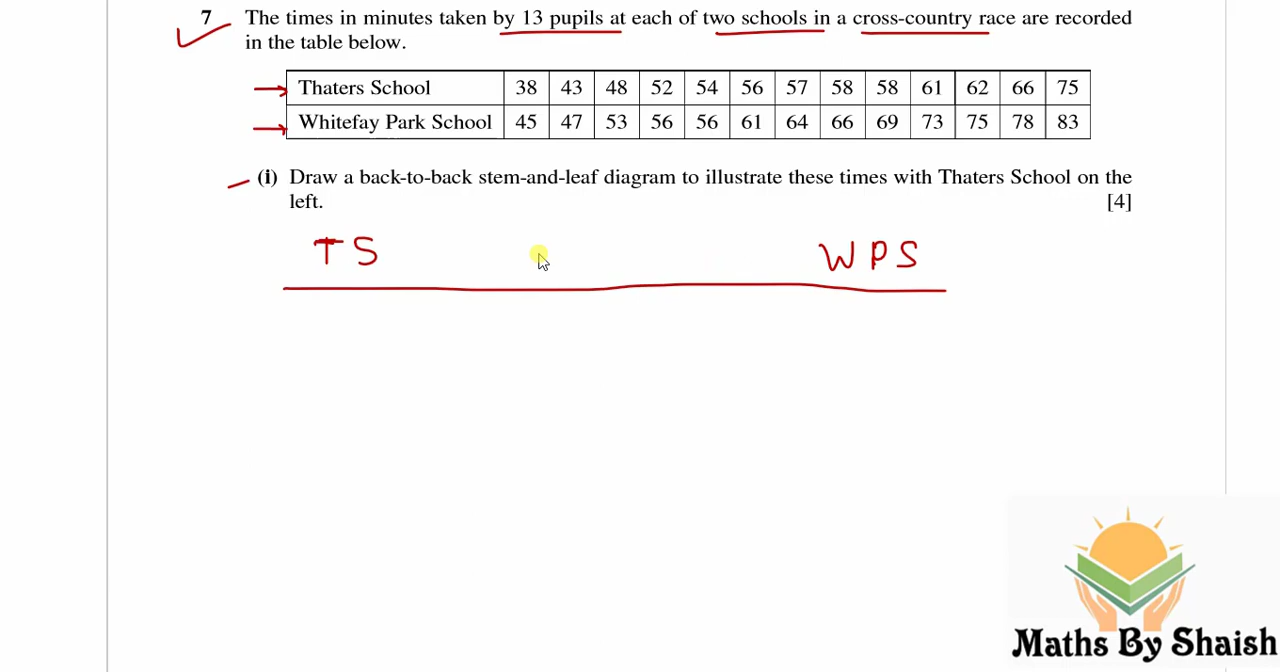 7 The times in minutes taken by 13 pupils at each of two schools in a cross-country race are recorded
in the table below.
Thaters School 38 43 48 52 54 56 57 58 58 61 62 66 75
Whitefay Park School 45 47 53 56 56 61 64 66 69 73 75 78 83
(i) Draw a back-to-back stem-and-leaf diagram to illustrate these times with Thaters School on the
left. [4]
TS WPS
Maths By Shaish